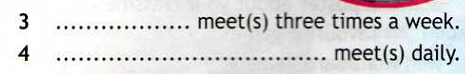 3 ................... meet(s) three times a week.
4 ...................................... meet(s) daily.